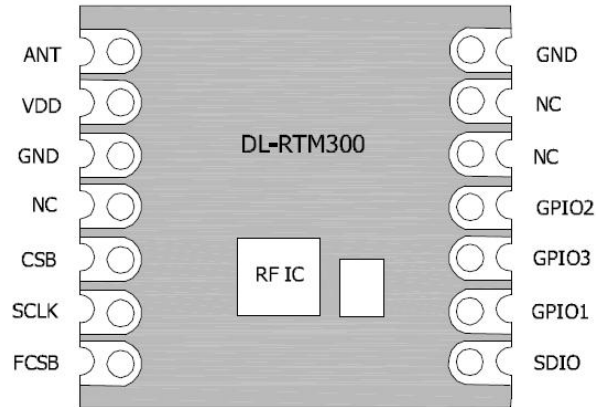 ANT
VDD
GND
NC
CSB
SCLK
FCSB
DL-RTM300
RF IC
GND
NC
NC
GPIO2
GPIO3
GPIO1
SDIO